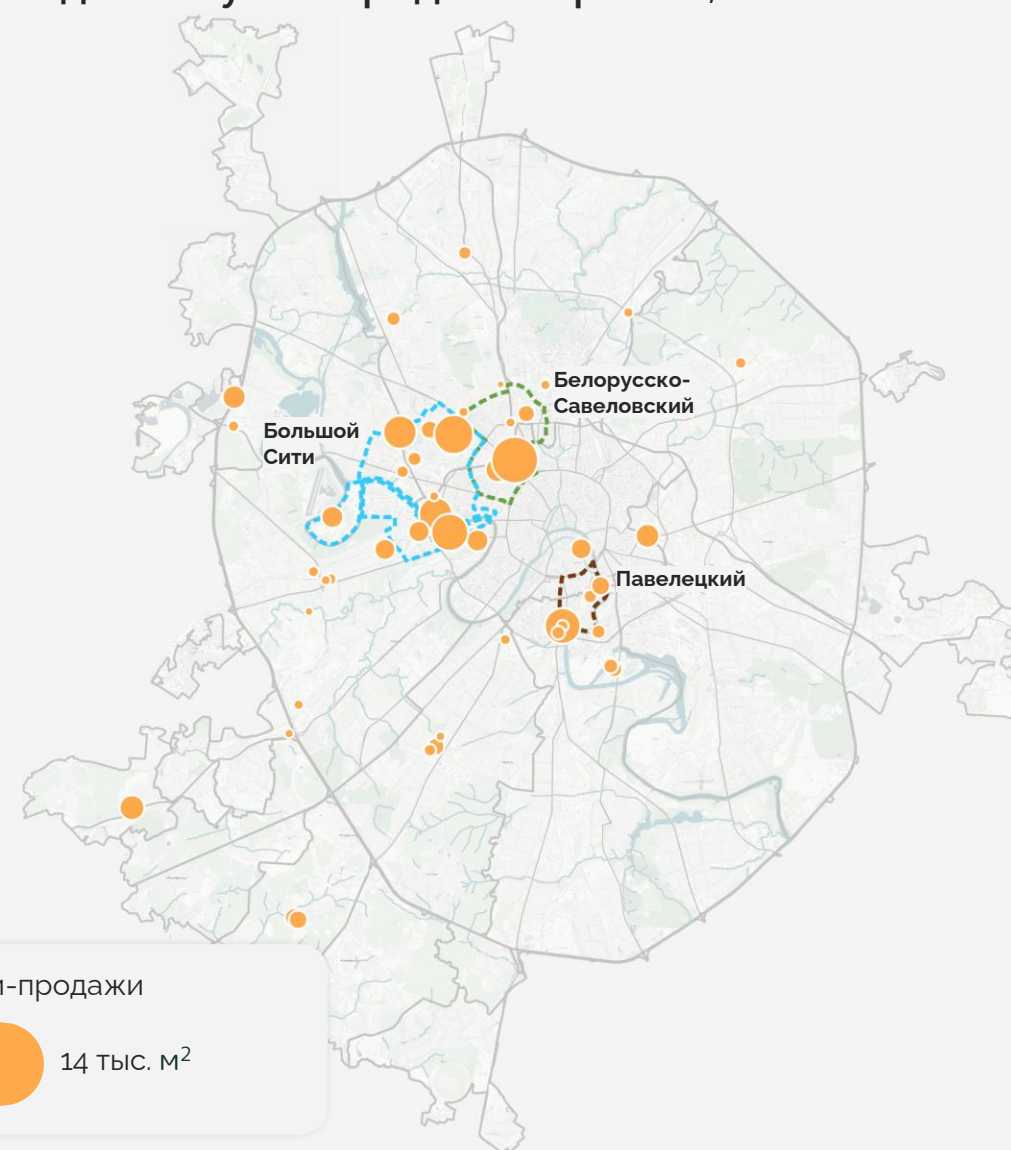 Белорусско-
Савеловский
Большой
Сити
Павелецкий
и-продажи
14 тыс. м²